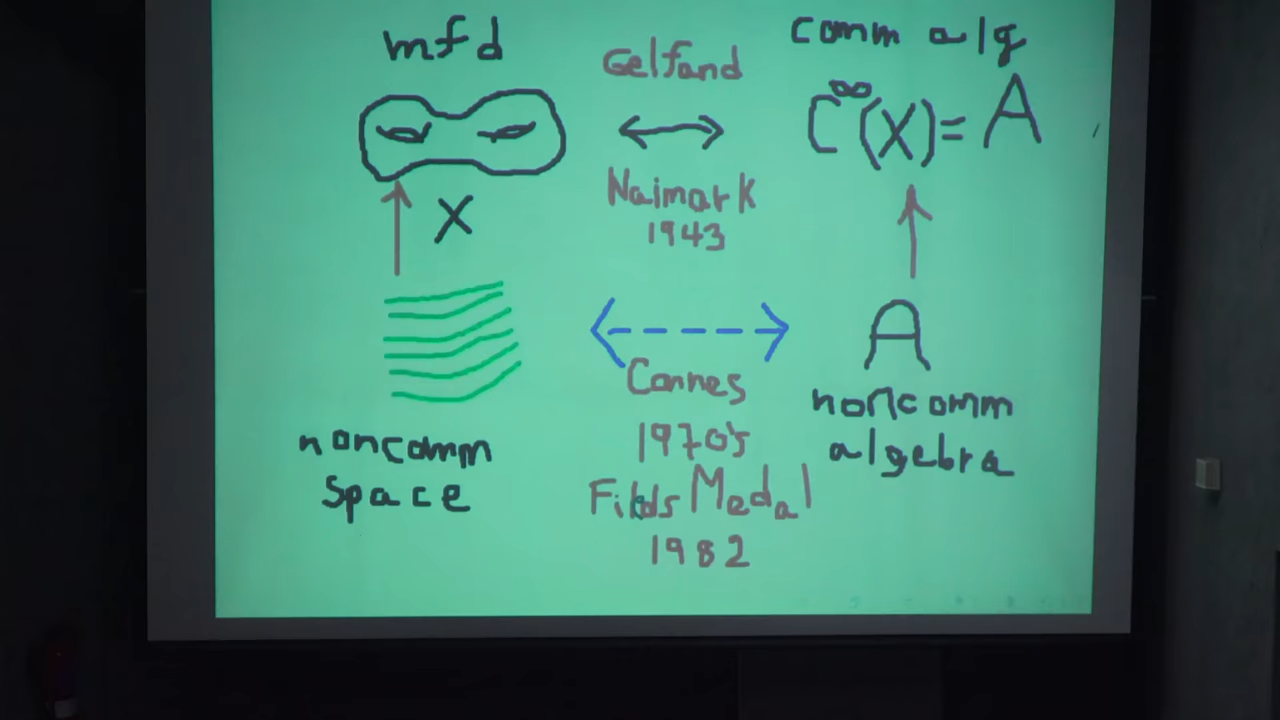 mfd
Gelfand
comm alg
C^∞(X) = A
Naimark
1943
X
A
Connes
1970's
Fields Medal
1982
noncomm
space
noncomm
algebra